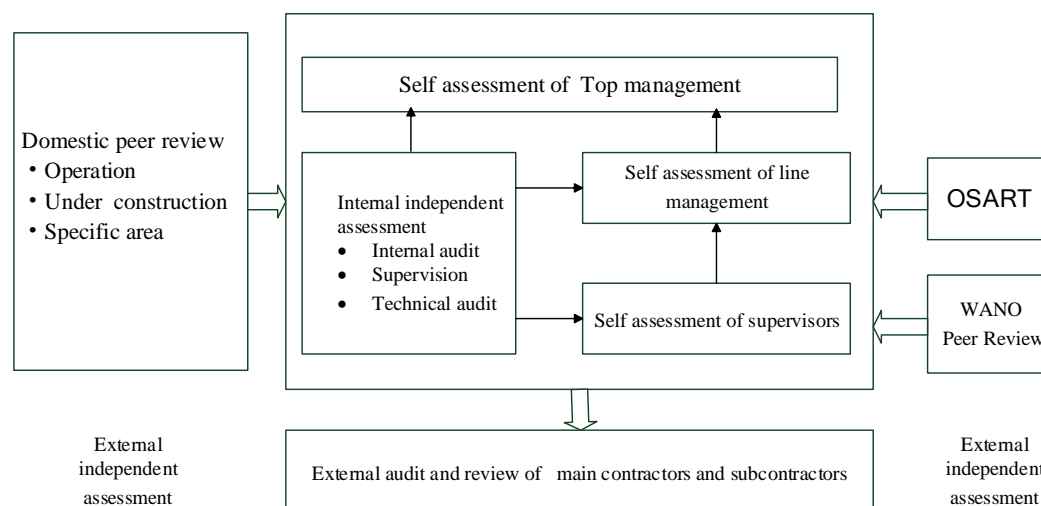 Self assessment of Top management
Domestic peer review
• Operation
• Under construction
• Specific area
Internal independent
assessment
• Internal audit
• Supervision
• Technical audit
Self assessment of line
management
Self assessment of supervisors
OSART
WANO
Peer Review
External
independent
assessment
External audit and review of main contractors and subcontractors
External
independent
assessment